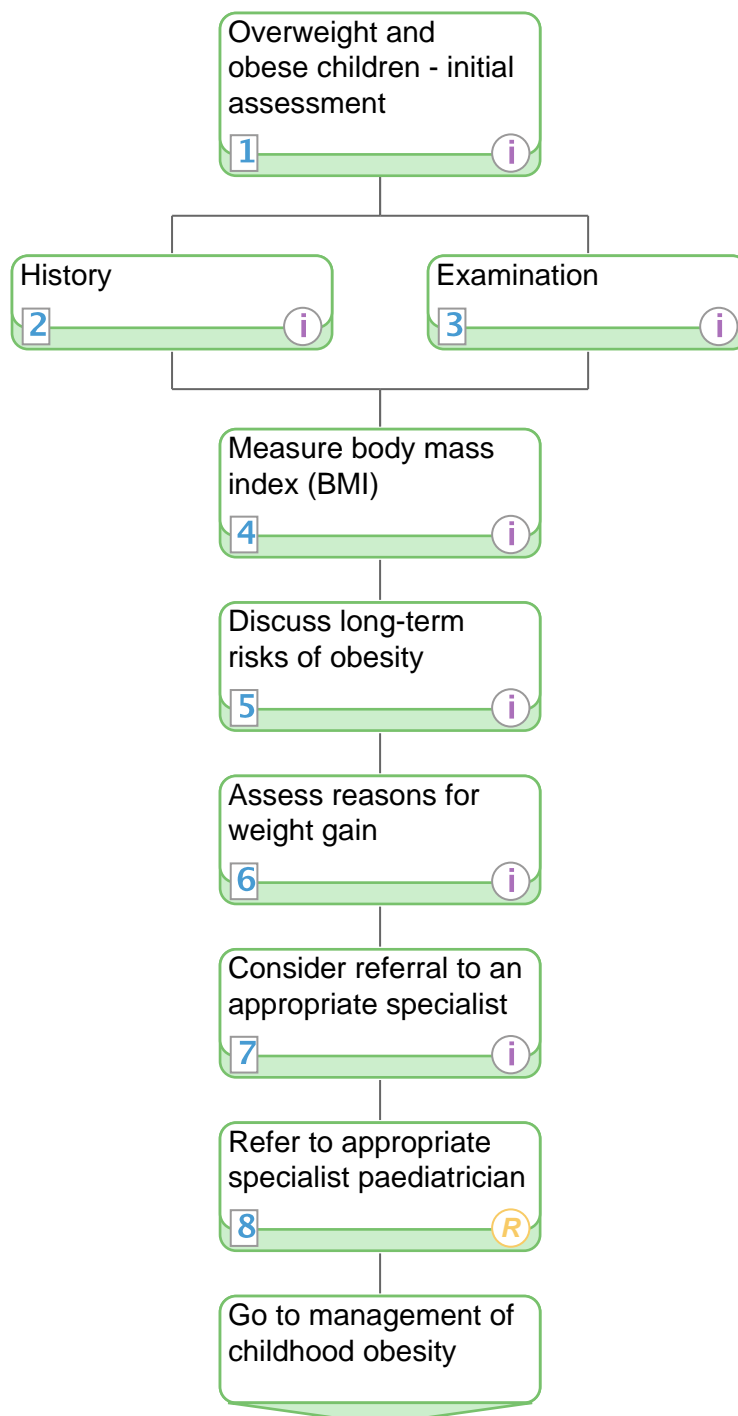 Overweight and
obese children - initial
assessment
1
i
History
2
i
Examination
3
i
Measure body mass
index (BMI)
4
i
Discuss long-term
risks of obesity
5
i
Assess reasons for
weight gain
6
i
Consider referral to an
appropriate specialist
7
i
Refer to appropriate
specialist paediatrician
8
R
Go to management of
childhood obesity